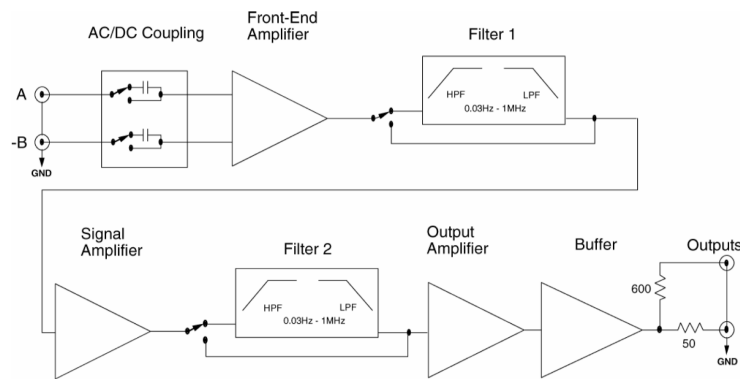 AC/DC Coupling
Front-End
Amplifier
Filter 1
A
-B
GND
HPF
LPF
0.03Hz - 1MHz
Signal
Amplifier
Filter 2
Output
Amplifier
Buffer
Outputs
HPF
LPF
0.03Hz - 1MHz
600
50
GND